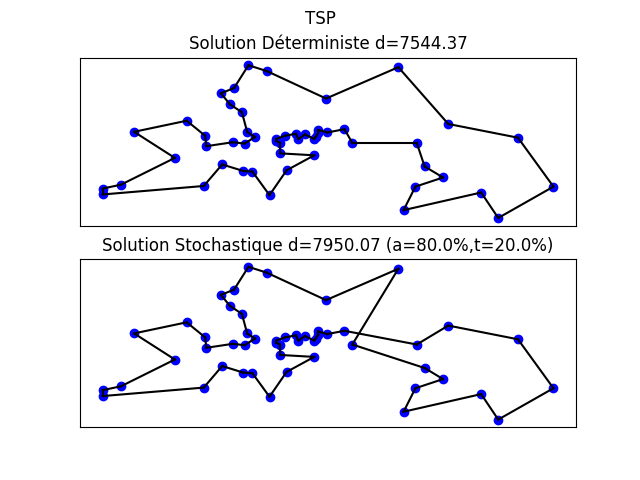 TSP
Solution Déterministe d=7544.37
Solution Stochastique d=7950.07 (a=80.0%,t=20.0%)